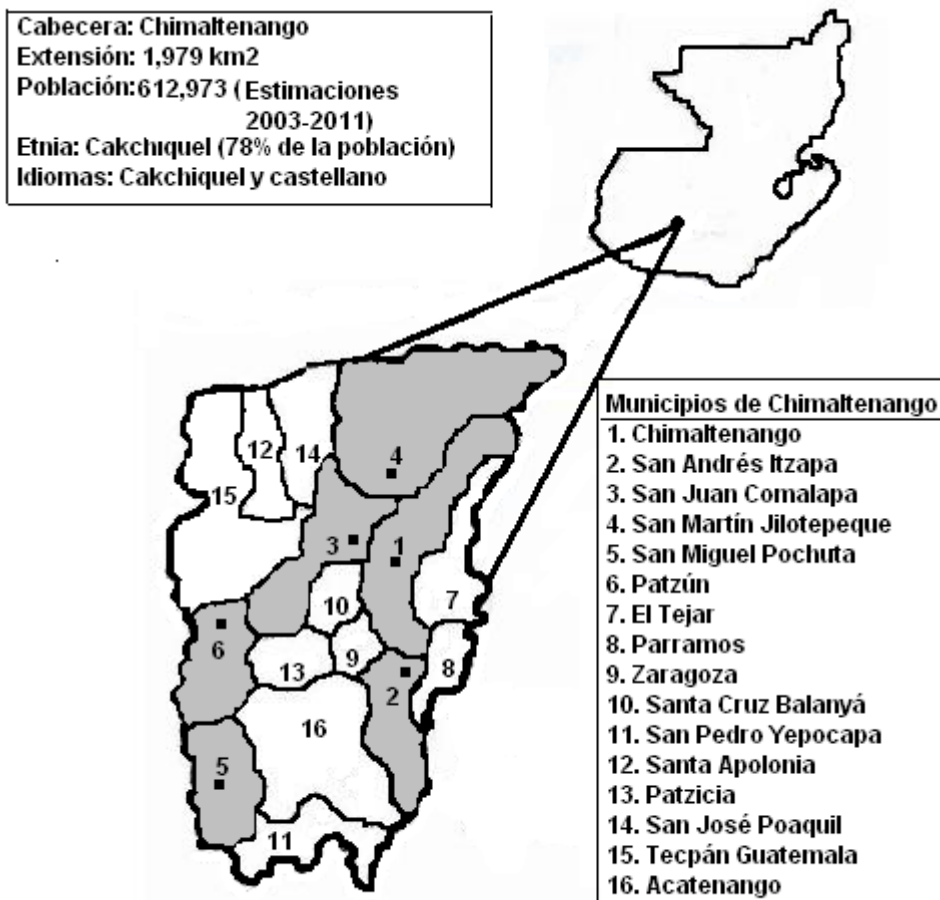 Cabecera: Chimaltenango
Extensión: 1,979 km2
Población:612,973 ( Estimaciones
2003-2011)
Etnia: Cakchiquel (78% de la población)
Idiomas: Cakchiquel y castellano
12
14
4
15
3
1
10
7
6
13
9
8
2
16
5
11
Municipios de Chimaltenango
1. Chimaltenango
2. San Andrés Itzapa
3. San Juan Comalapa
4. San Martín Jilotepeque
5. San Miguel Pochuta
6. Patzún
7. El Tejar
8. Parramos
9. Zaragoza
10. Santa Cruz Balanyá
11. San Pedro Yepocapa
12. Santa Apolonia
13. Patzicia
14. San José Poaquil
15. Tecpán Guatemala
16. Acatenango